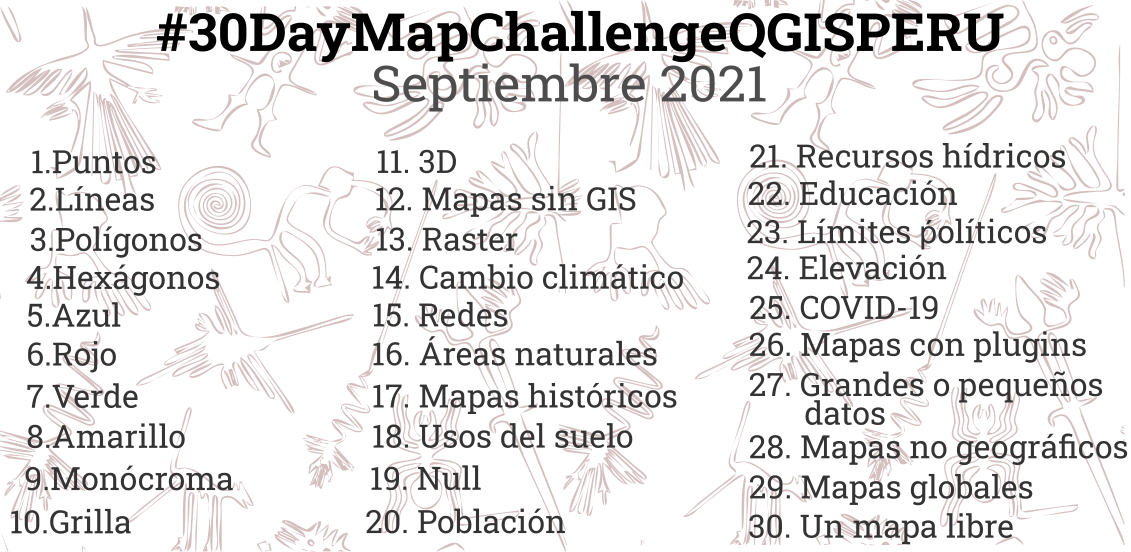 #30DayMapChallengeQGISPERU
Septiembre 2021
1.Puntos
2.Líneas
3.Polígonos
4.Hexágonos
5.Azul
6.Rojo
7.Verde
8.Amarillo
9.Monócroma
10.Grilla
11. 3D
12. Mapas sin GIS
13. Raster
14. Cambio climático
15. Redes
16. Áreas naturales
17. Mapas históricos
18. Usos del suelo
19. Null
20. Población
21. Recursos hídricos
22. Educación
23. Límites políticos
24. Elevación
25. COVID-19
26. Mapas con plugins
27. Grandes o pequeños
datos
28. Mapas no geográficos
29. Mapas globales
30. Un mapa libre